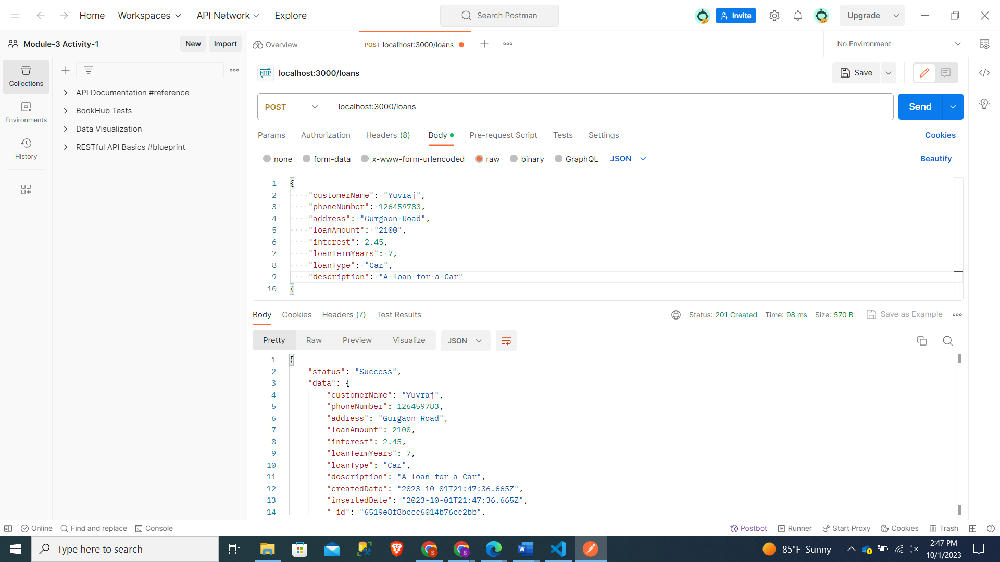 Home Workspaces API Network Explore Search Postman Invite Upgrade
Module-3 Activity-1 New Import Overview POST localhost:3000/loans No Environment
Collections
Environments
History
API Documentation #reference
BookHub Tests
Data Visualization
RESTful API Basics #blueprint
HTTP localhost:3000/loans Save
POST localhost:3000/loans Send
Params Authorization Headers (8) Body Pre-request Script Tests Settings Cookies
none form-data x-www-form-urlencoded raw binary GraphQL JSON Beautify
1 {
2 "customerName": "Yuvraj",
3 "phoneNumber": 126459783,
4 "address": "Gurgaon Road",
5 "loanAmount": "2100",
6 "interest": 2.45,
7 "loanTermYears": 7,
8 "loanType": "Car",
9 "description": "A loan for a Car"
10 }
Body Cookies Headers (7) Test Results Status: 201 Created Time: 98 ms Size: 570 B Save as Example
Pretty Raw Preview Visualize JSON
1 {
2 "status": "Success",
3 "data": {
4 "customerName": "Yuvraj",
5 "phoneNumber": 126459783,
6 "address": "Gurgaon Road",
7 "loanAmount": 2100,
8 "interest": 2.45,
9 "loanTermYears": 7,
10 "loanType": "Car",
11 "description": "A loan for a Car",
12 "createdDate": "2023-10-01T21:47:36.665Z",
13 "insertedDate": "2023-10-01T21:47:36.665Z",
14 "_id": "6519e8f8bccc6014b76cc2bb",
Online Find and replace Console Postbot Runner Start Proxy Cookies Trash
Type here to search 85°F Sunny 2:47 PM
10/1/2023